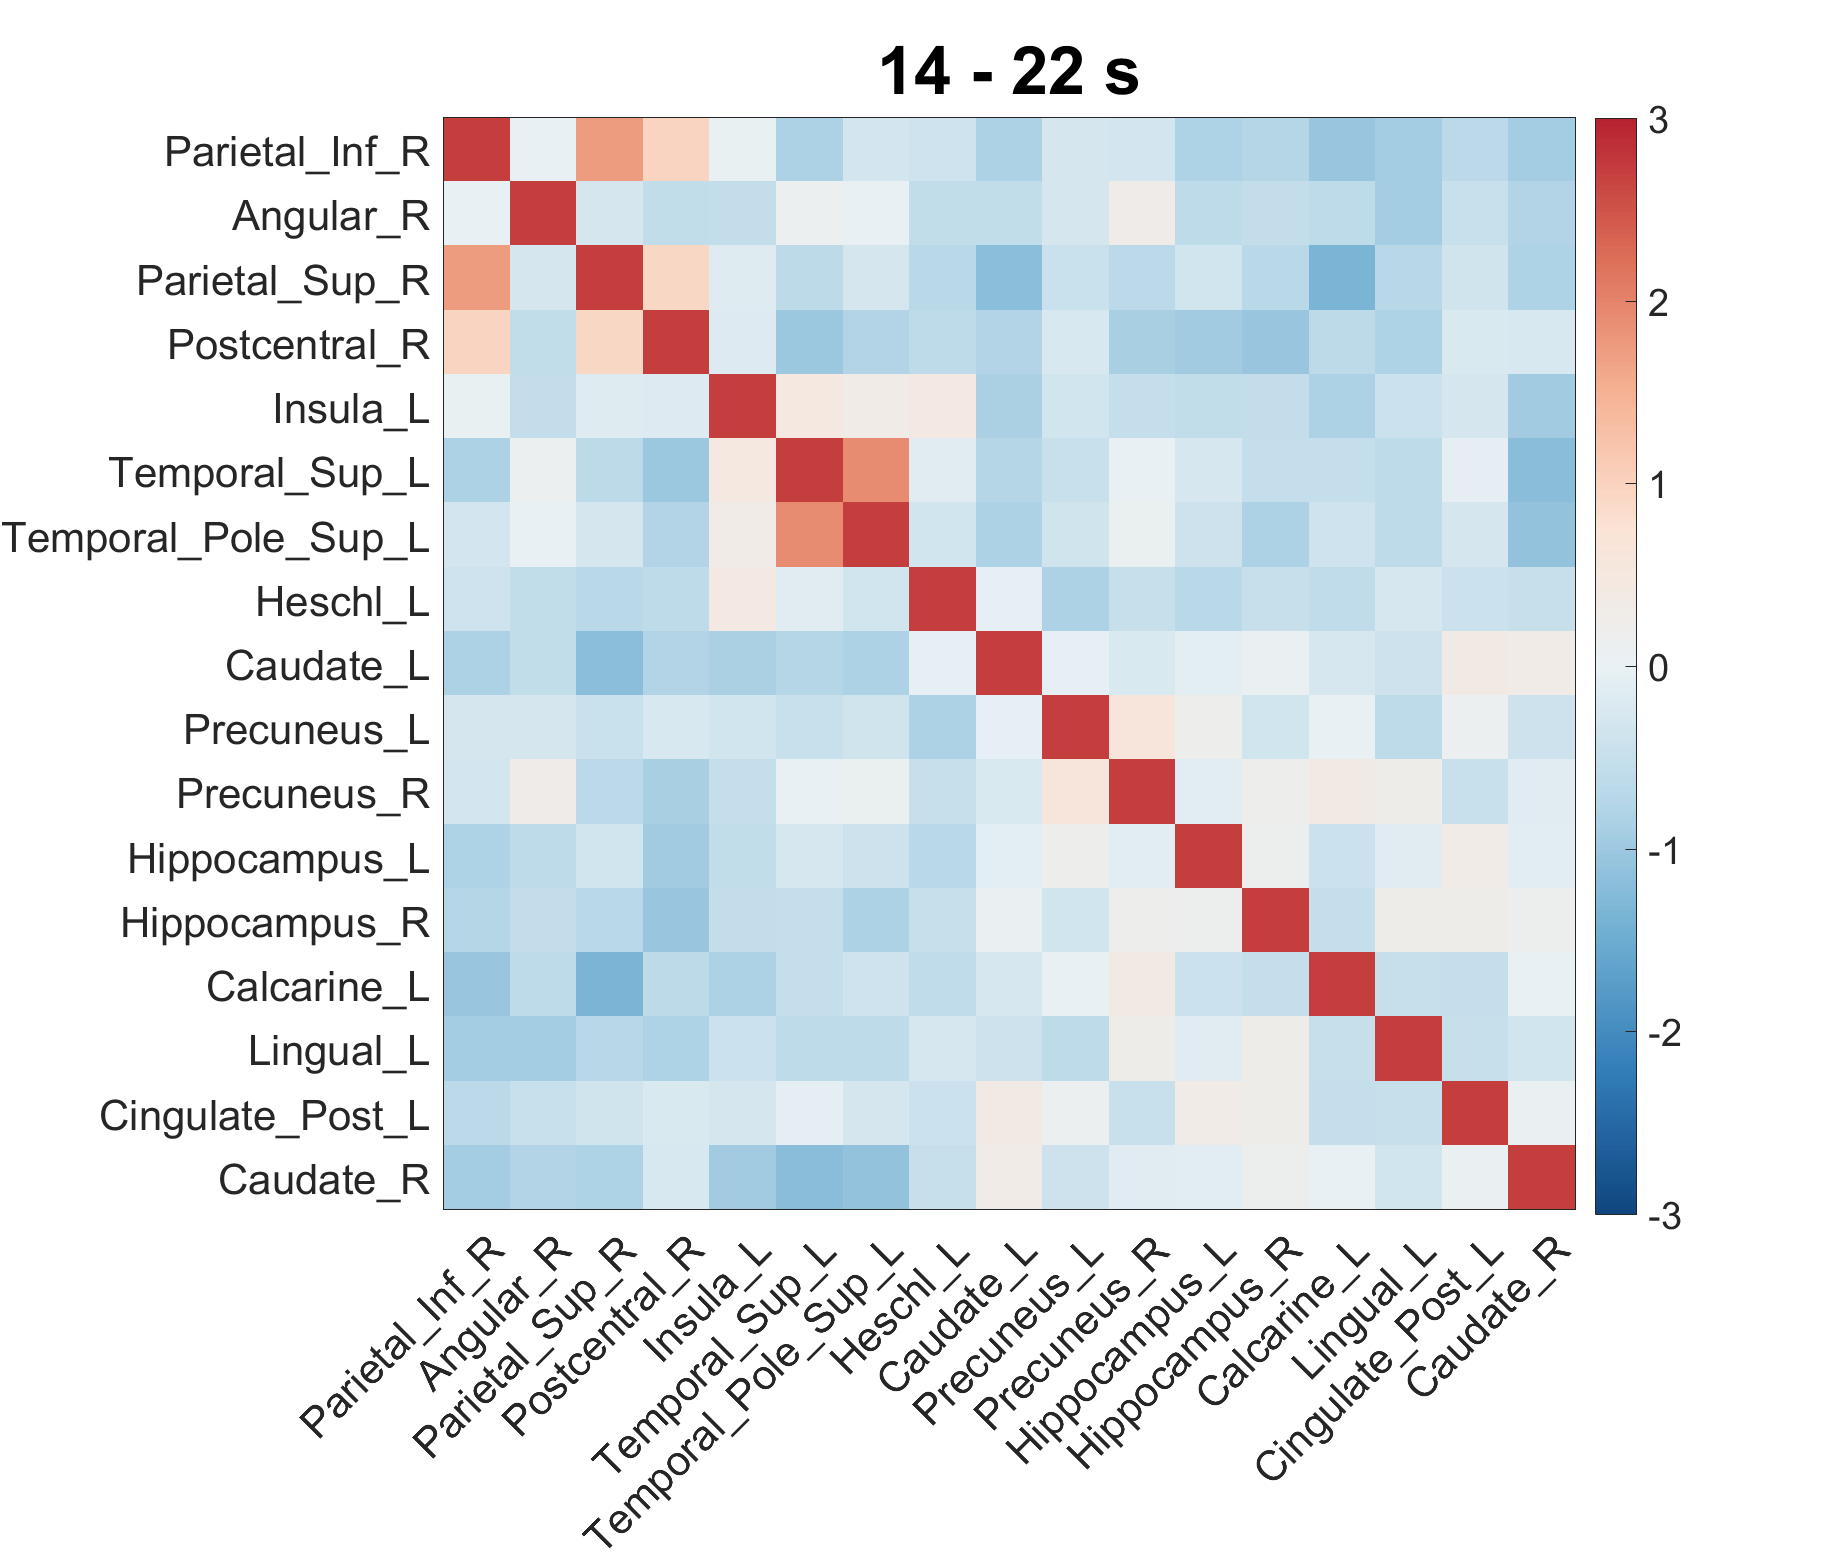 14 - 22 s
Parietal_Inf_R
Angular_R
Parietal_Sup_R
Postcentral_R
Insula_L
Temporal_Sup_L
Temporal_Pole_Sup_L
Heschl_L
Caudate_L
Precuneus_L
Precuneus_R
Hippocampus_L
Hippocampus_R
Calcarine_L
Lingual_L
Cingulate_Post_L
Caudate_R
3
2
1
0
-1
-2
-3
Parietal_Inf_R
Angular_R
Parietal_Sup_R
Postcentral_R
Insula_L
Temporal_Sup_L
Temporal_Pole_Sup_L
Heschl_L
Caudate_L
Precuneus_L
Precuneus_R
Hippocampus_L
Hippocampus_R
Calcarine_L
Lingual_L
Cingulate_Post_L
Caudate_R